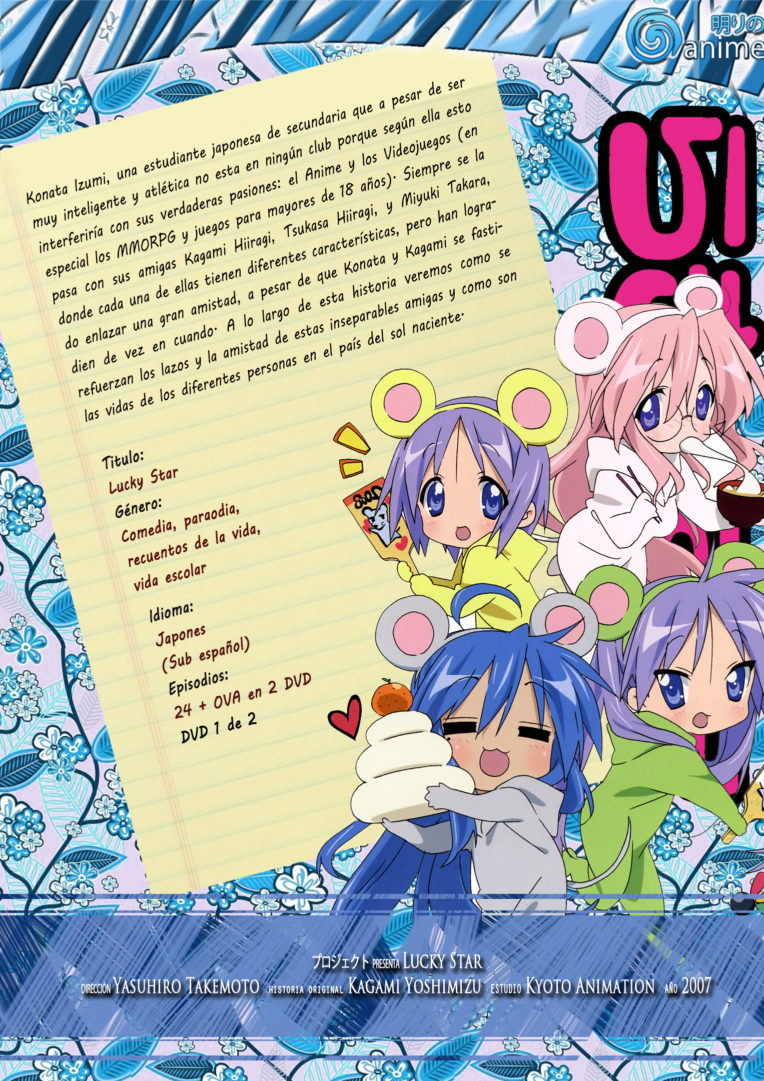 明りの
anime
Konata Izumi, una estudiante japonesa de secundaria que a pesar de ser
muy inteligente y atlética no esta en ningún club porque según ella esto
interferiría con sus verdaderas pasiones: el Anime y los Videojuegos (en
especial los MMORPG y juegos para mayores de 18 años). Siempre se la
pasa con sus amigas Kagami Hiiragi, Tsukasa Hiiragi, y Miyuki Takara,
donde cada una de ellas tienen diferentes características, pero han logra-
do enlazar una gran amistad, a pesar de que Konata y Kagami se fasti-
dien de vez en cuando. A lo largo de esta historia veremos como se
refuerzan los lazos y la amistad de estas inseparables amigas y como son
las vidas de los diferentes personas en el país del sol naciente.
Titulo:
Lucky Star
Género:
Comedia, paraodia,
recuentos de la vida,
vida escolar
Idioma:
Japones
(Sub español)
Episodios:
24 + OVA en 2 DVD
DVD 1 de 2
プロジェクト PRESENTA LUCKY STAR
DIRECCIÓN YASUHIRO TAKEMOTO HISTORIA ORIGINAL KAGAMI YOSHIMIZU ESTUDIO KYOTO ANIMATION AÑO 2007